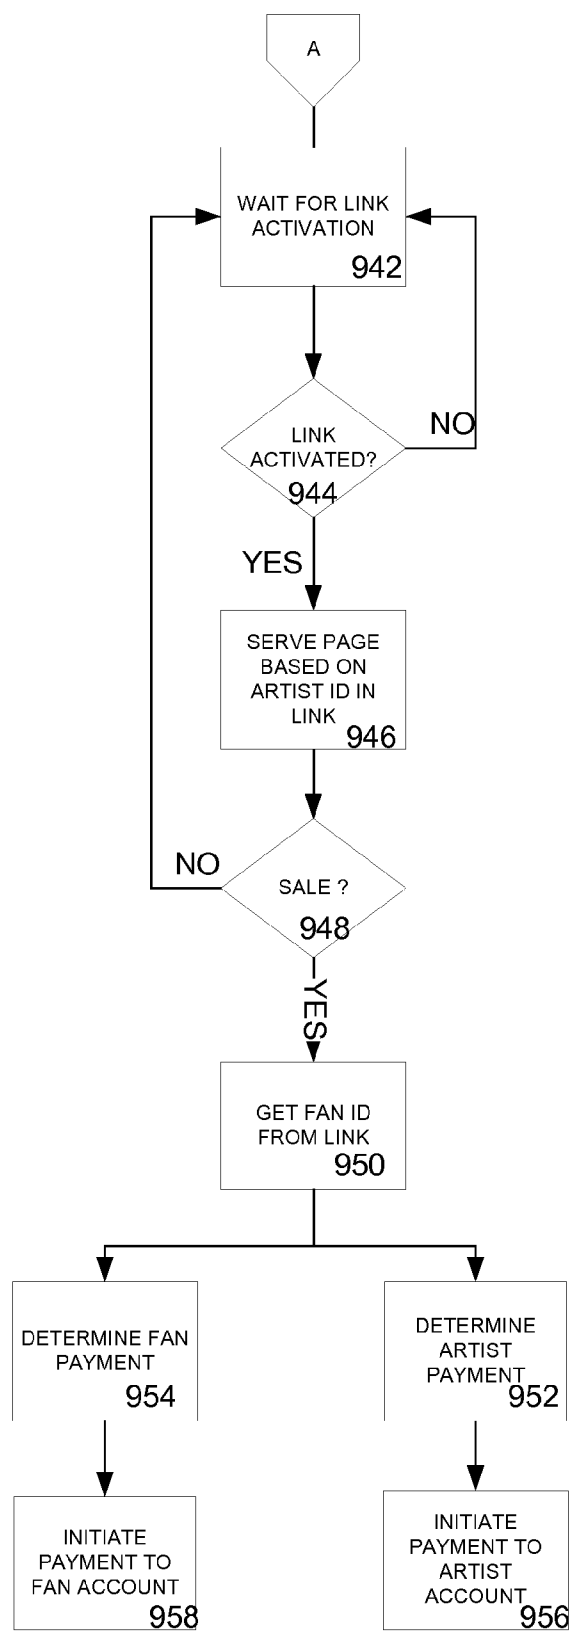 A
WAIT FOR LINK
ACTIVATION
942
NO
LINK
ACTIVATED?
944
YES
SERVE PAGE
BASED ON
ARTIST ID IN
LINK
946
NO
SALE ?
948
YES
GET FAN ID
FROM LINK
950
DETERMINE FAN
PAYMENT
954
DETERMINE
ARTIST
PAYMENT
952
INITIATE
PAYMENT TO
FAN ACCOUNT
958
INITIATE
PAYMENT TO
ARTIST
ACCOUNT
956